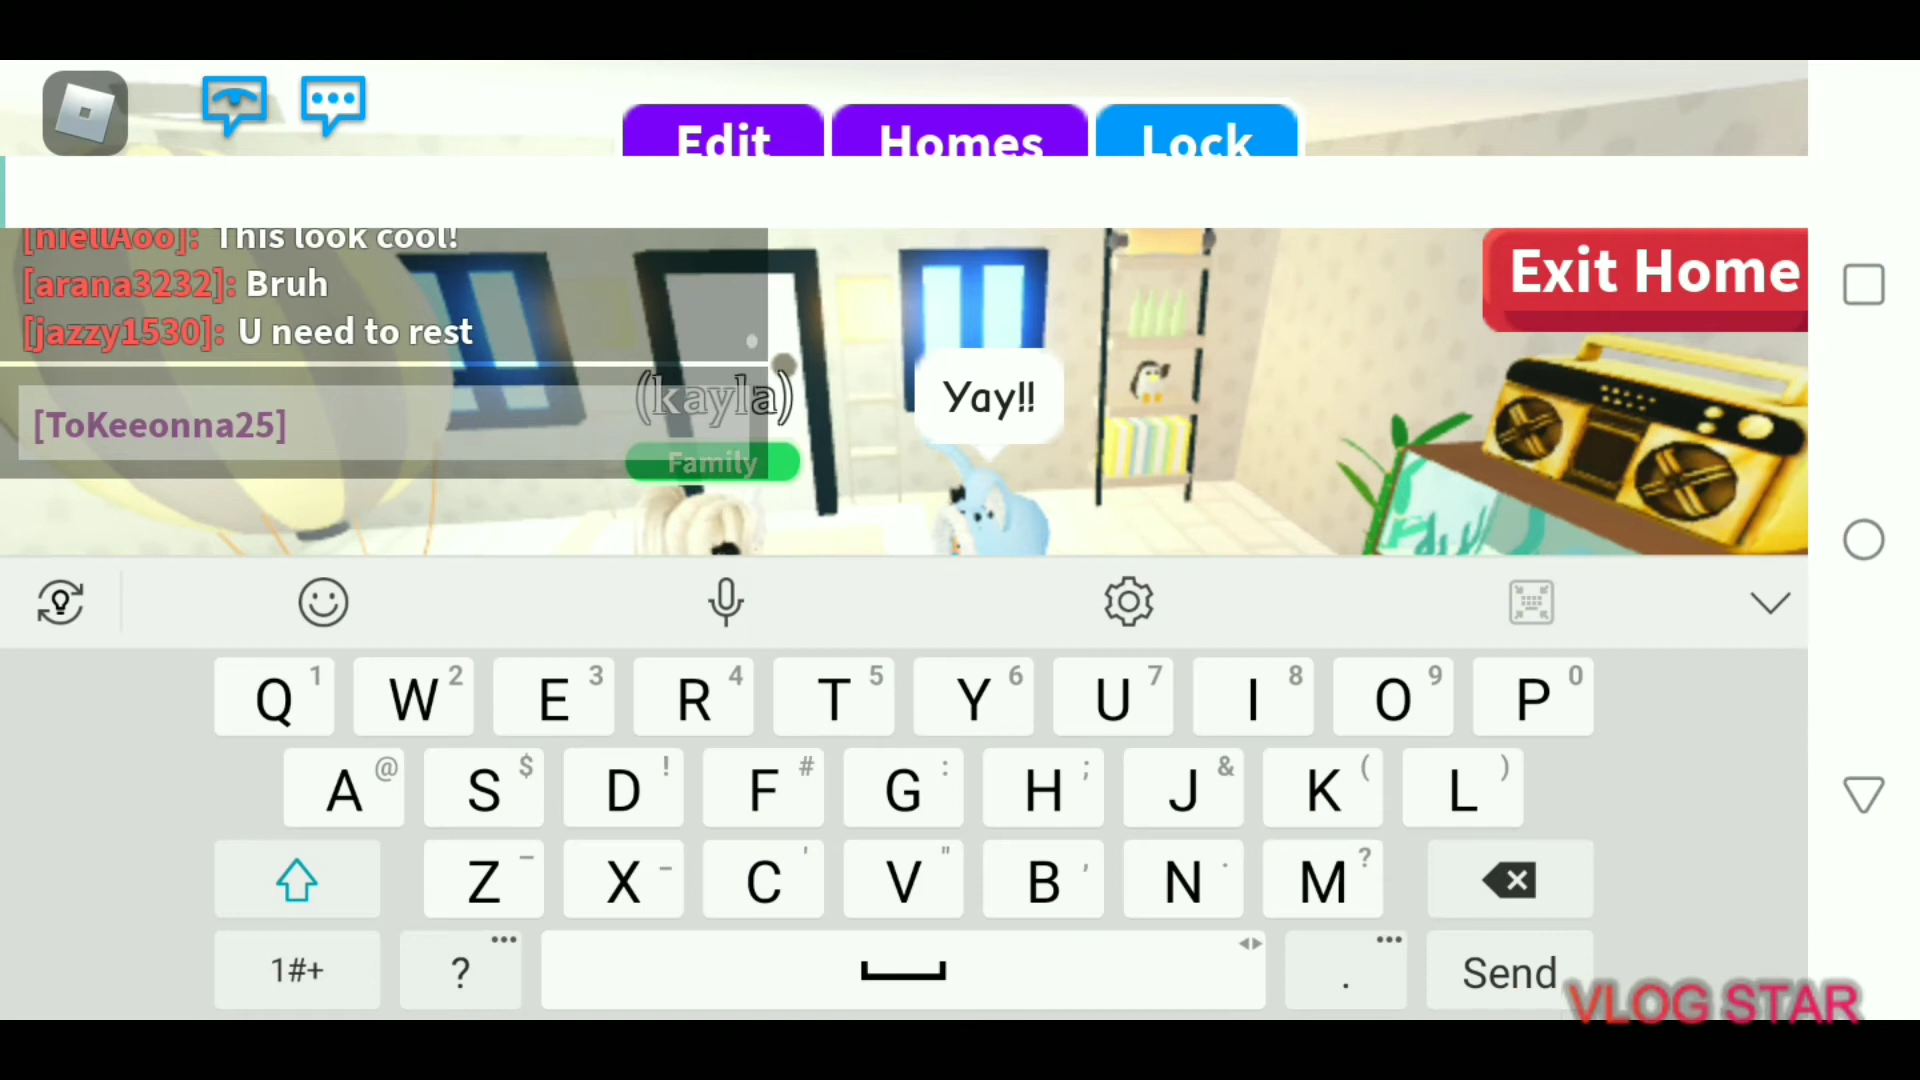 Edit Homes Lock
[niellAoo]: This look cool!
[arana3232]: Bruh
[jazzy1530]: U need to rest
Exit Home
(kayla)
Yay!!
[ToKeeonna25]
Family
Q 1 W 2 E 3 R 4 T 5 Y 6 U 7 I 8 O 9 P 0
A @ S $ D ! F # G : H ; J & K ( L )
Z – X - C ' V " B , N . M ?
1#+ ? . Send
VLOG STAR